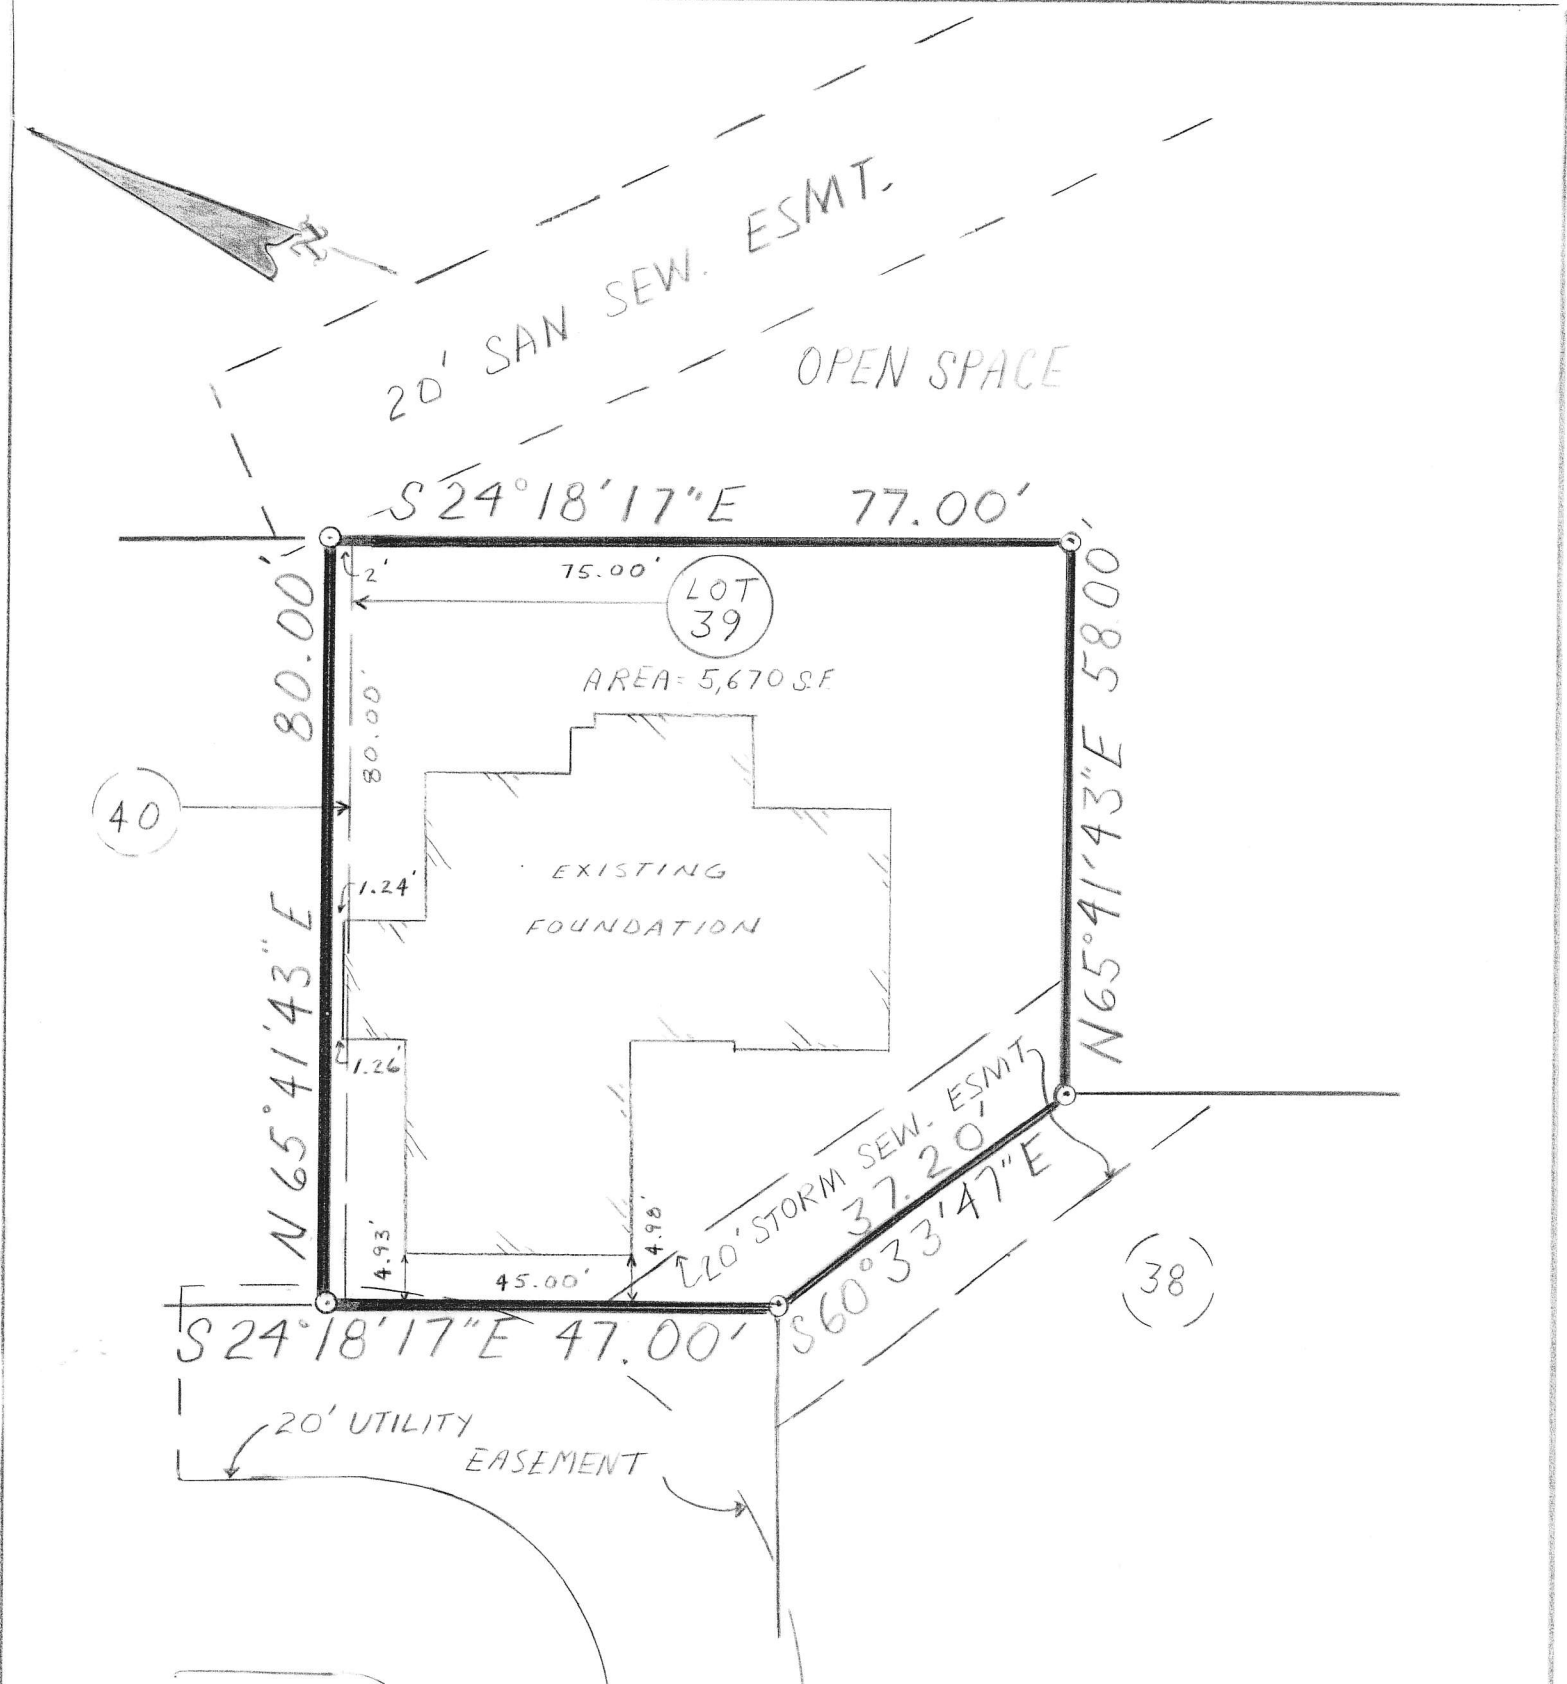 N
20' SAN SEW. ESMT.
OPEN SPACE
S 24°18'17"E 77.00'
2'
75.00'
LOT
39
AREA= 5,670 S.F.
80.00'
80.00'
N65°41'43"E 58.00'
40
1.24'
EXISTING
FOUNDATION
N 65°41'43"E
1.26'
20' STORM SEW. ESMT.
37.20'
S60°33'47"E
4.93'
4.98'
45.00'
38
S 24°18'17"E 47.00'
20' UTILITY
EASEMENT